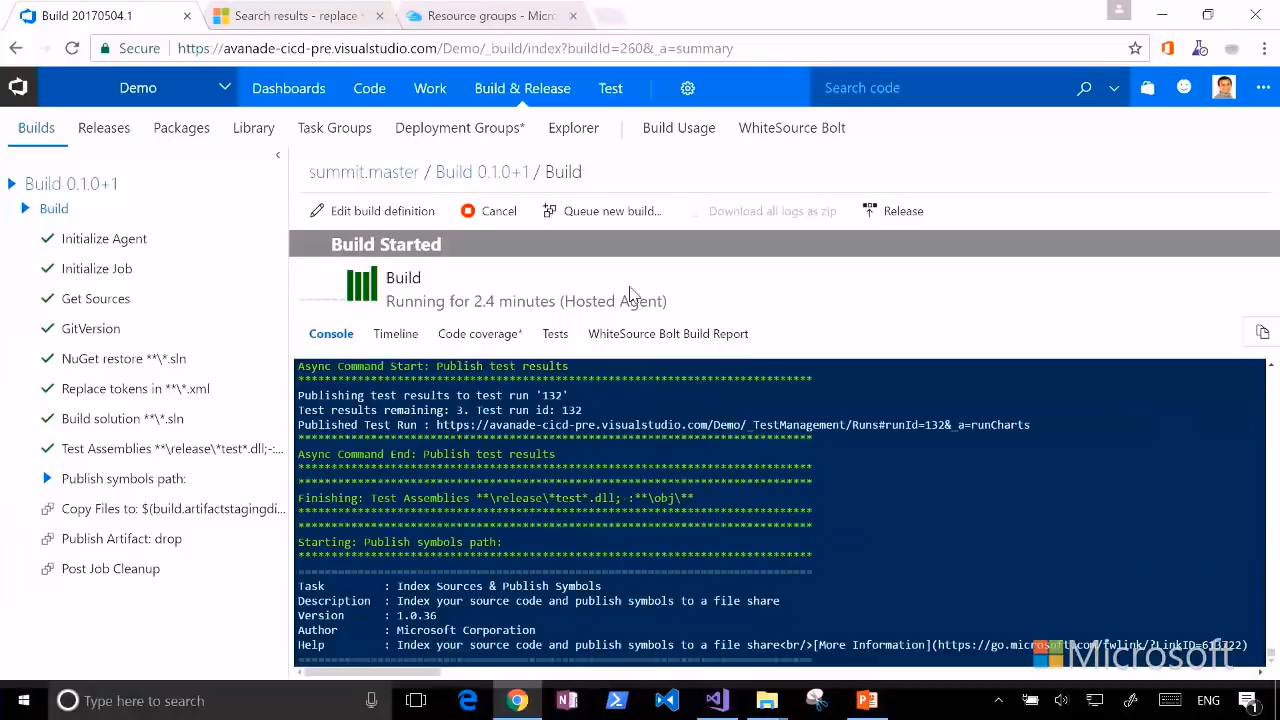 Build 20170504.1
Search results - replace
Resource groups - Micro
Secure
https://avanade-cicd-pre.visualstudio.com/Demo/_build/index?buildId=260&_a=summary
Demo
Dashboards
Code
Work
Build & Release
Test
Search code
Builds
Releases
Packages
Library
Task Groups
Deployment Groups*
Explorer
Build Usage
WhiteSource Bolt
Build 0.1.0+1
Build
Initialize Agent
Initialize Job
Get Sources
GitVersion
NuGet restore **\*.sln
Replace tokens in **\*.xml
Build solution **\*.sln
Test Assemblies **\release\*test*.dll;-:...
Publish symbols path:
Copy Files to: $(build.artifactstagingdi...
Publish Artifact: drop
Post Job Cleanup
summit.master / Build 0.1.0+1 / Build
Edit build definition
Cancel
Queue new build...
Download all logs as zip
Release
Build Started
Build
Running for 2.4 minutes (Hosted Agent)
Console
Timeline
Code coverage*
Tests
WhiteSource Bolt Build Report
Async Command Start: Publish test results
******************************************************************************
Publishing test results to test run '132'
Test results remaining: 3. Test run id: 132
Published Test Run : https://avanade-cicd-pre.visualstudio.com/Demo/_TestManagement/Runs#runId=132&_a=runCharts
******************************************************************************
Async Command End: Publish test results
******************************************************************************
******************************************************************************
Finishing: Test Assemblies **\release\*test*.dll;-:**\obj\**
******************************************************************************
******************************************************************************
Starting: Publish symbols path:
******************************************************************************
==============================================================================
Task : Index Sources & Publish Symbols
Description : Index your source code and publish symbols to a file share
Version : 1.0.36
Author : Microsoft Corporation
Help : Index your source code and publish symbols to a file share<br/>[More Information](https://go.microsoft.com/fwlink/?LinkID=613722)
==============================================================================
Microsoft
Type here to search
ENG
1